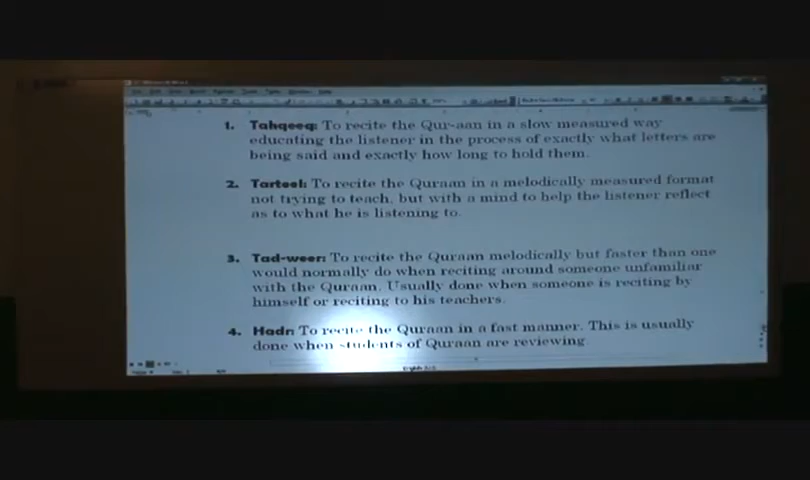 1. Tahqeeq: To recite the Qur-aan in a slow measured way
educating the listener in the process of exactly what letters are
being said and exactly how long to hold them.
2. Tarteel: To recite the Quraan in a melodically measured format
not trying to teach, but with a mind to help the listener reflect
as to what he is listening to.
3. Tad-weer: To recite the Quraan melodically but faster than one
would normally do when reciting around someone unfamiliar
with the Quraan. Usually done when someone is reciting by
himself or reciting to his teachers.
4. Hadr: To recite the Quraan in a fast manner. This is usually
done when students of Quraan are reviewing